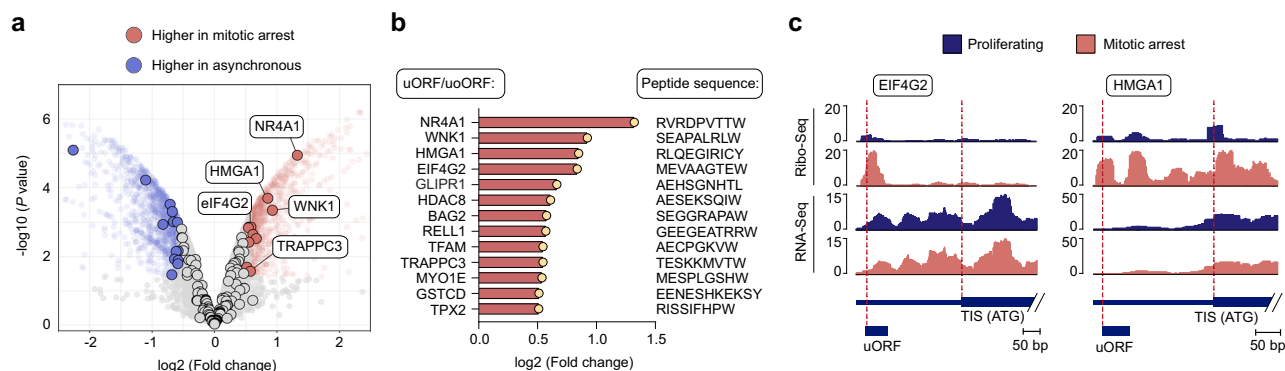 a
Higher in mitotic arrest
Higher in asynchronous
NR4A1
HMGA1
eIF4G2
WNK1
TRAPPC3
6
4
2
0
-log10 (P value)
-2
-1
0
1
2
log2 (Fold change)
b
uORF/uoORF:
Peptide sequence:
NR4A1 RVRDPVTTW
WNK1 SEAPALRLW
HMGA1 RLQEGIRICY
EIF4G2 MEVAAGTEW
GLIPR1 AEHSGNHTL
HDAC8 AESEKSQIW
BAG2 SEGGRAPAW
RELL1 GEEGEATRRW
TFAM AECPGKVW
TRAPPC3 TESKKMVTW
MYO1E MESPLGSHW
GSTCD EENESHKEKSY
TPX2 RISSIFHPW
0.0 0.5 1.0 1.5
log2 (Fold change)
c
Proliferating
Mitotic arrest
EIF4G2
HMGA1
Ribo-Seq
RNA-Seq
20
0
20
0
15
0
15
0
TIS (ATG)
uORF
50 bp
20
0
20
0
50
0
50
0
TIS (ATG)
uORF
50 bp